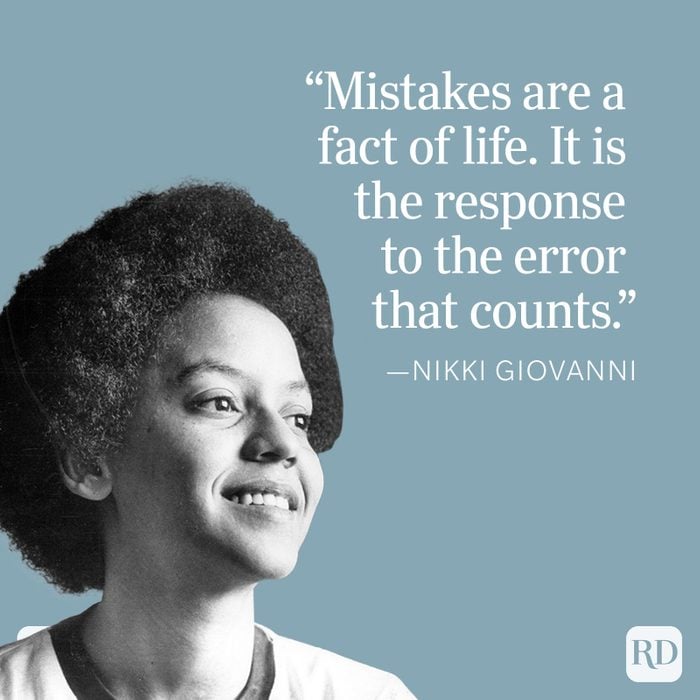 “Mistakes are a
fact of life. It is
the response
to the error
that counts.”
—NIKKI GIOVANNI
RD